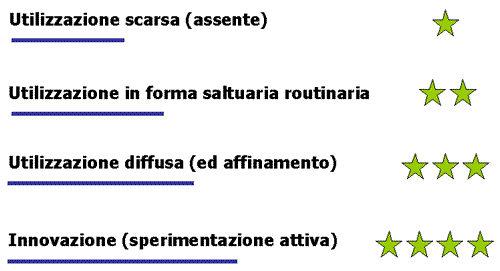 Utilizzazione scarsa (assente)
Utilizzazione in forma saltuaria routinaria
Utilizzazione diffusa (ed affinamento)
Innovazione (sperimentazione attiva)